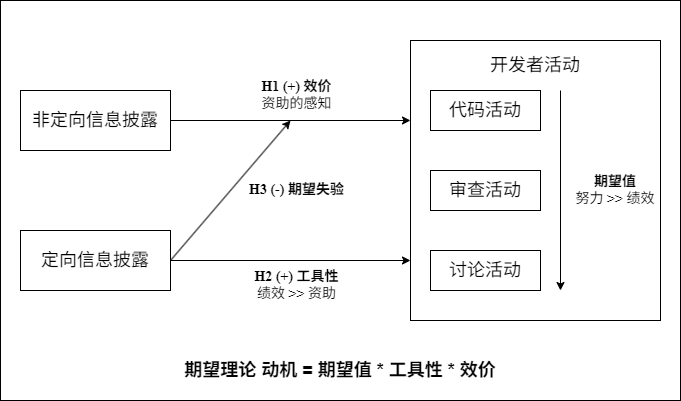 开发者活动
H1 (+) 效价
资助的感知
非定向信息披露
代码活动
H3 (-) 期望失验
审查活动
期望值
努力 >> 绩效
定向信息披露
H2 (+) 工具性
绩效 >> 资助
讨论活动
期望理论 动机 = 期望值 * 工具性 * 效价